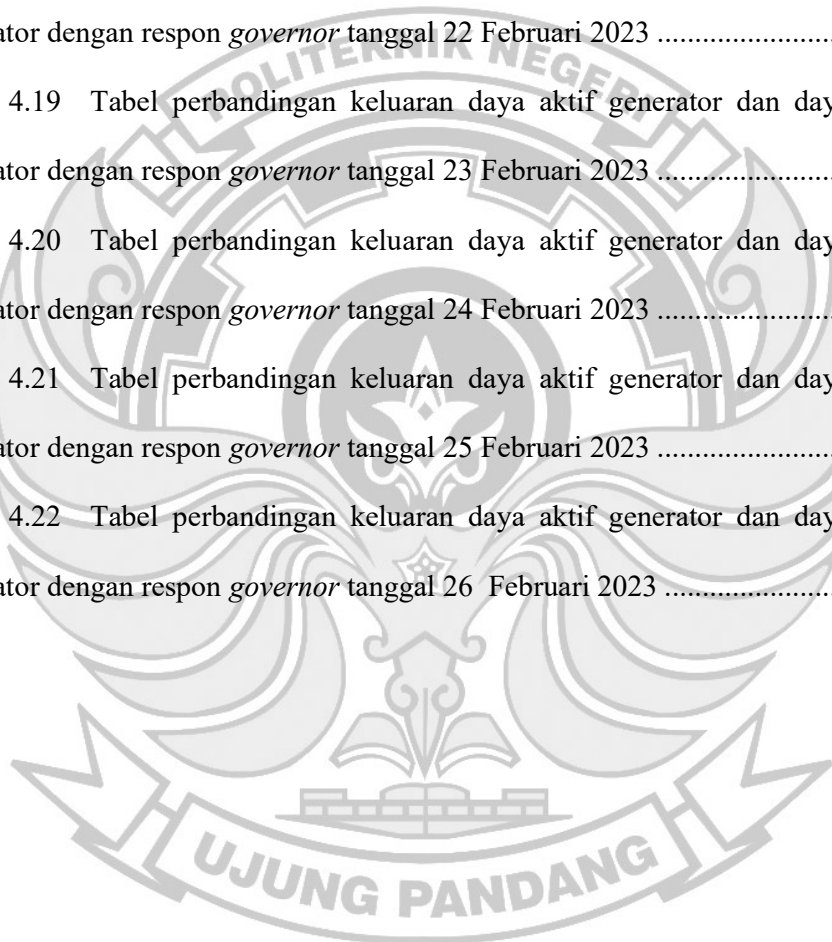 ator dengan respon governor tanggal 22 Februari 2023 ........................
4.19 Tabel perbandingan keluaran daya aktif generator dan day
ator dengan respon governor tanggal 23 Februari 2023 ........................
4.20 Tabel perbandingan keluaran daya aktif generator dan day
ator dengan respon governor tanggal 24 Februari 2023 ........................
4.21 Tabel perbandingan keluaran daya aktif generator dan day
ator dengan respon governor tanggal 25 Februari 2023 ........................
4.22 Tabel perbandingan keluaran daya aktif generator dan day
ator dengan respon governor tanggal 26 Februari 2023 .......................
POLITEKNIK NEGERI
UJUNG PANDANG